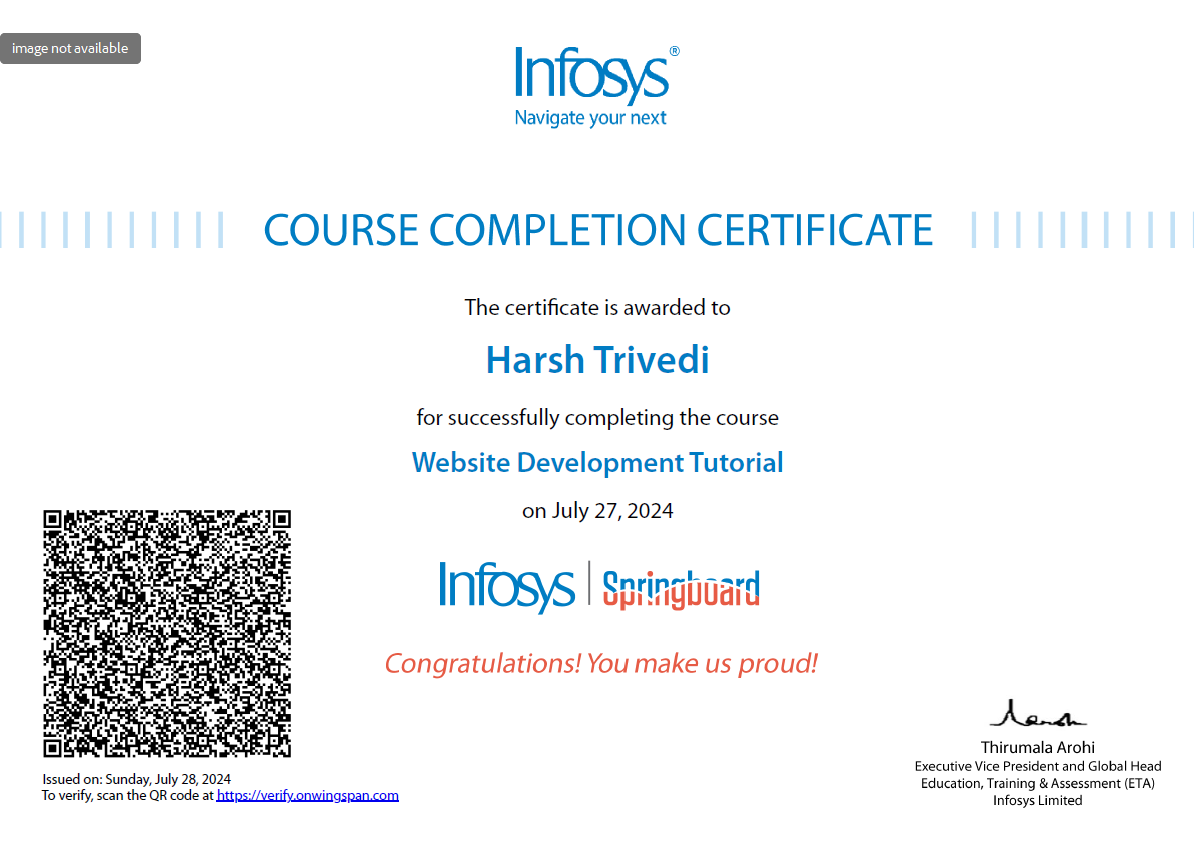 image not available
Infosys®
Navigate your next
COURSE COMPLETION CERTIFICATE
The certificate is awarded to
Harsh Trivedi
for successfully completing the course
Website Development Tutorial
on July 27, 2024
Infosys | Springboard
Congratulations! You make us proud!
Issued on: Sunday, July 28, 2024
To verify, scan the QR code at https://verify.onwingspan.com
Thirumala Arohi
Executive Vice President and Global Head
Education, Training & Assessment (ETA)
Infosys Limited